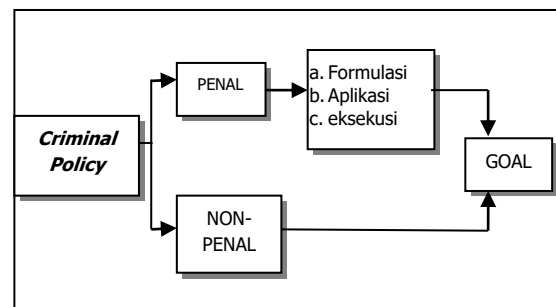 Criminal
Policy
PENAL
a. Formulasi
b. Aplikasi
c. eksekusi
NON-
PENAL
GOAL